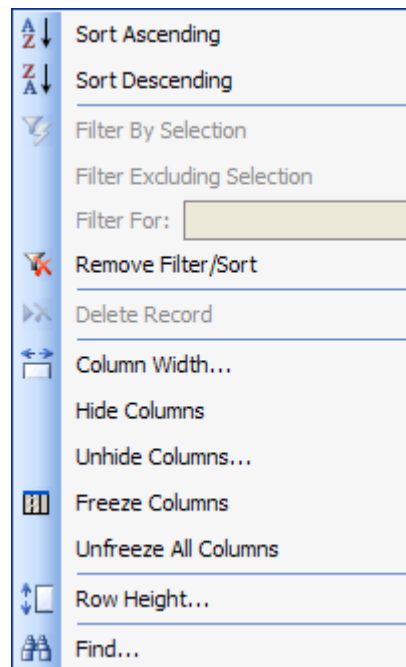 Sort Ascending
Sort Descending
Filter By Selection
Filter Excluding Selection
Filter For:
Remove Filter/Sort
Delete Record
Column Width...
Hide Columns
Unhide Columns...
Freeze Columns
Unfreeze All Columns
Row Height...
Find...